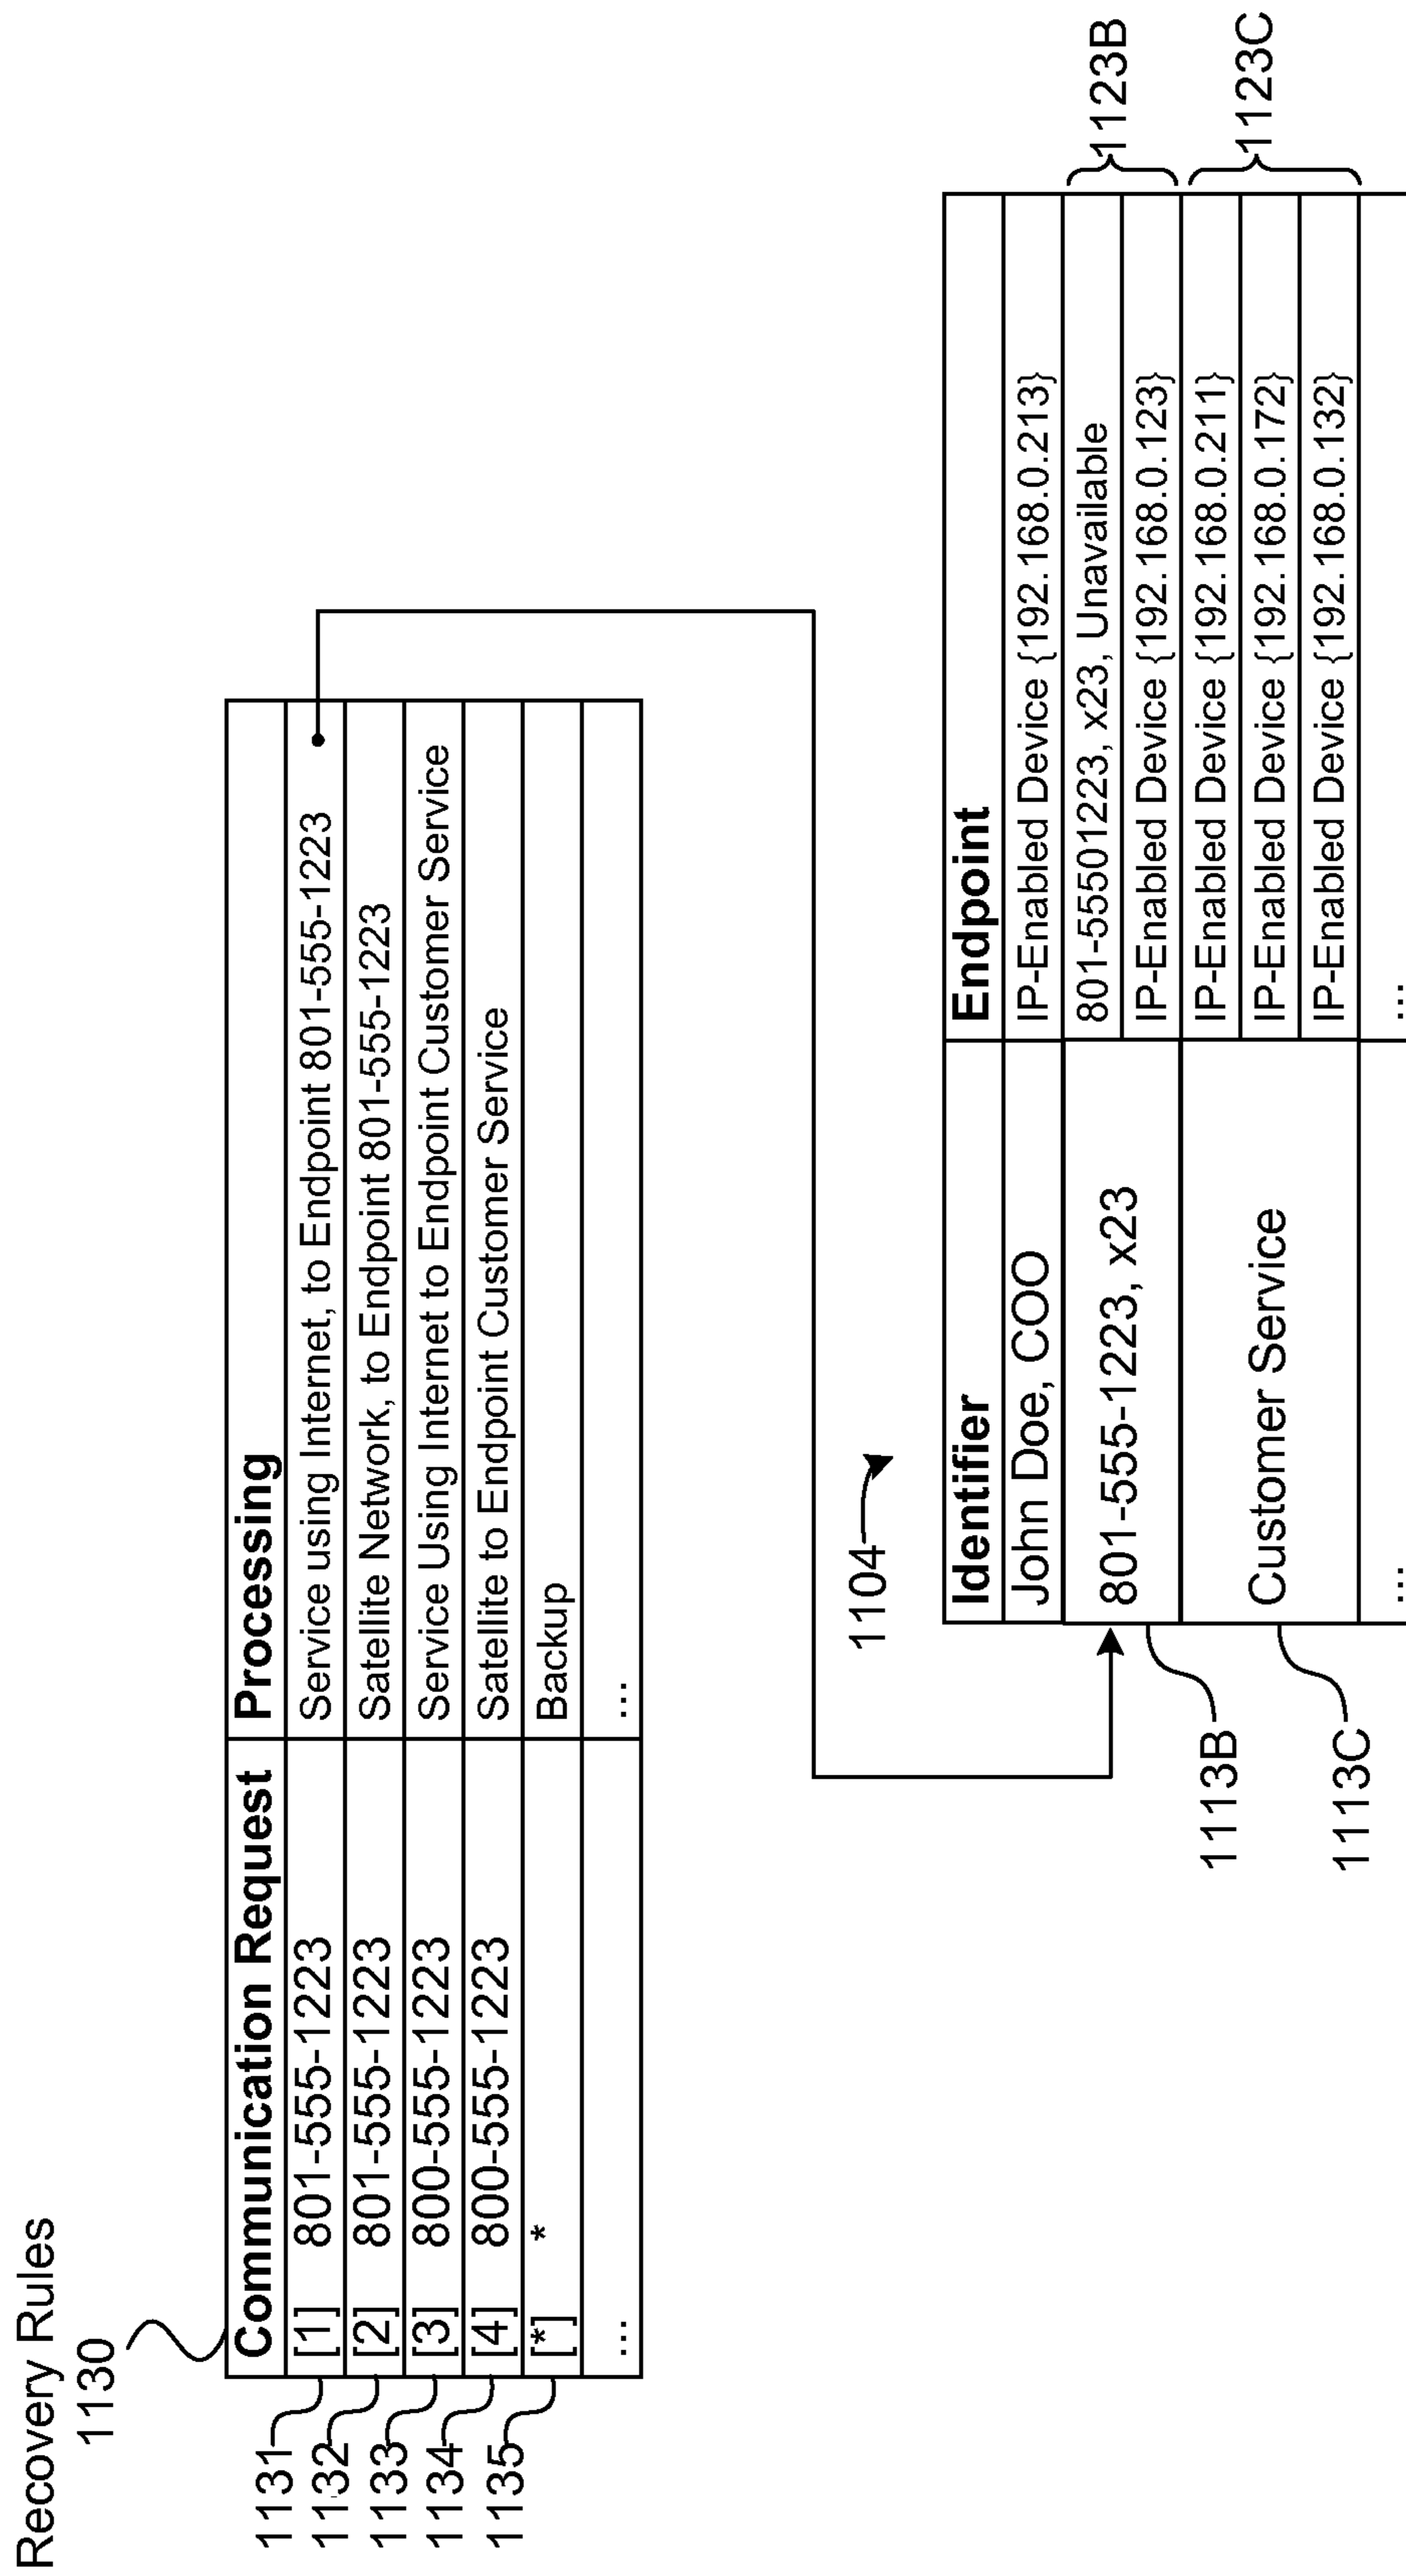 Recovery Rules
1130
Communication Request Processing
1131 [1] 801-555-1223 Service using Internet, to Endpoint 801-555-1223
1132 [2] 801-555-1223 Satellite Network, to Endpoint 801-555-1223
1133 [3] 800-555-1223 Service Using Internet to Endpoint Customer Service
1134 [4] 800-555-1223 Satellite to Endpoint Customer Service
1135 [*] * Backup
... ...
1104
Identifier Endpoint
John Doe, COO IP-Enabled Device {192.168.0.213}
801-555-1223, x23
801-55501223, x23, Unavailable
IP-Enabled Device {192.168.0.123}
1113B
1123B
Customer Service
IP-Enabled Device {192.168.0.211}
IP-Enabled Device {192.168.0.172}
IP-Enabled Device {192.168.0.132}
1113C
1123C
... ...